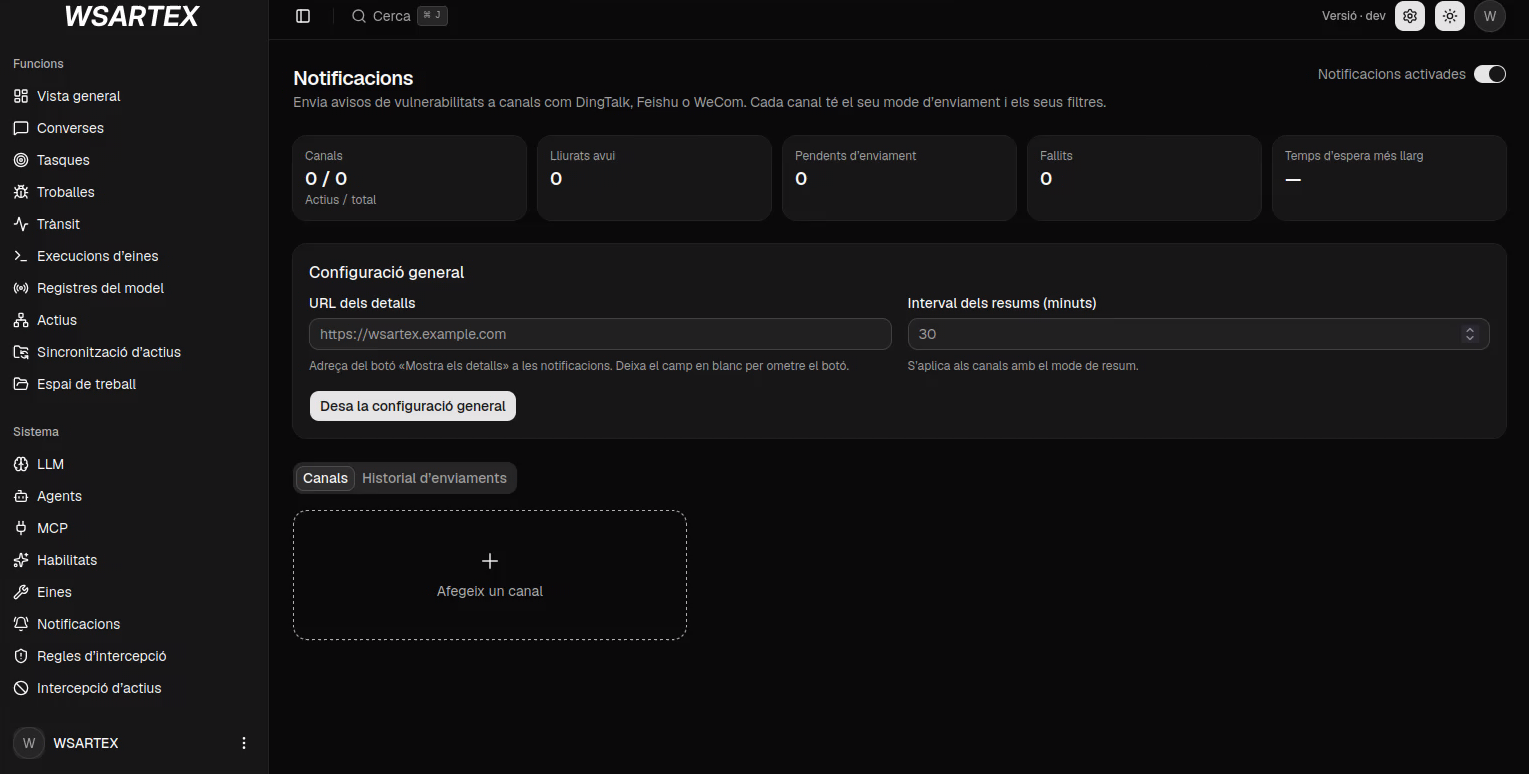 WSARTEX
Funcions
Vista general
Converses
Tasques
Troballes
Trànsit
Execucions d’eines
Registres del model
Actius
Sincronització d’actius
Espai de treball
Sistema
LLM
Agents
MCP
Habilitats
Eines
Notificacions
Regles d’intercepció
Intercepció d’actius
W WSARTEX
Cerca ⌘ J
Versió · dev W
Notificacions
Notificacions activades
Envia avisos de vulnerabilitats a canals com DingTalk, Feishu o WeCom. Cada canal té el seu mode d’enviament i els seus filtres.
Canals
0 / 0
Actius / total
Lliurats avui
0
Pendents d’enviament
0
Fallits
0
Temps d’espera més llarg
—
Configuració general
URL dels detalls
https://wsartex.example.com
Adreça del botó «Mostra els detalls» a les notificacions. Deixa el camp en blanc per ometre el botó.
Interval dels resums (minuts)
30
S’aplica als canals amb el mode de resum.
Desa la configuració general
Canals Historial d’enviaments
Afegeix un canal